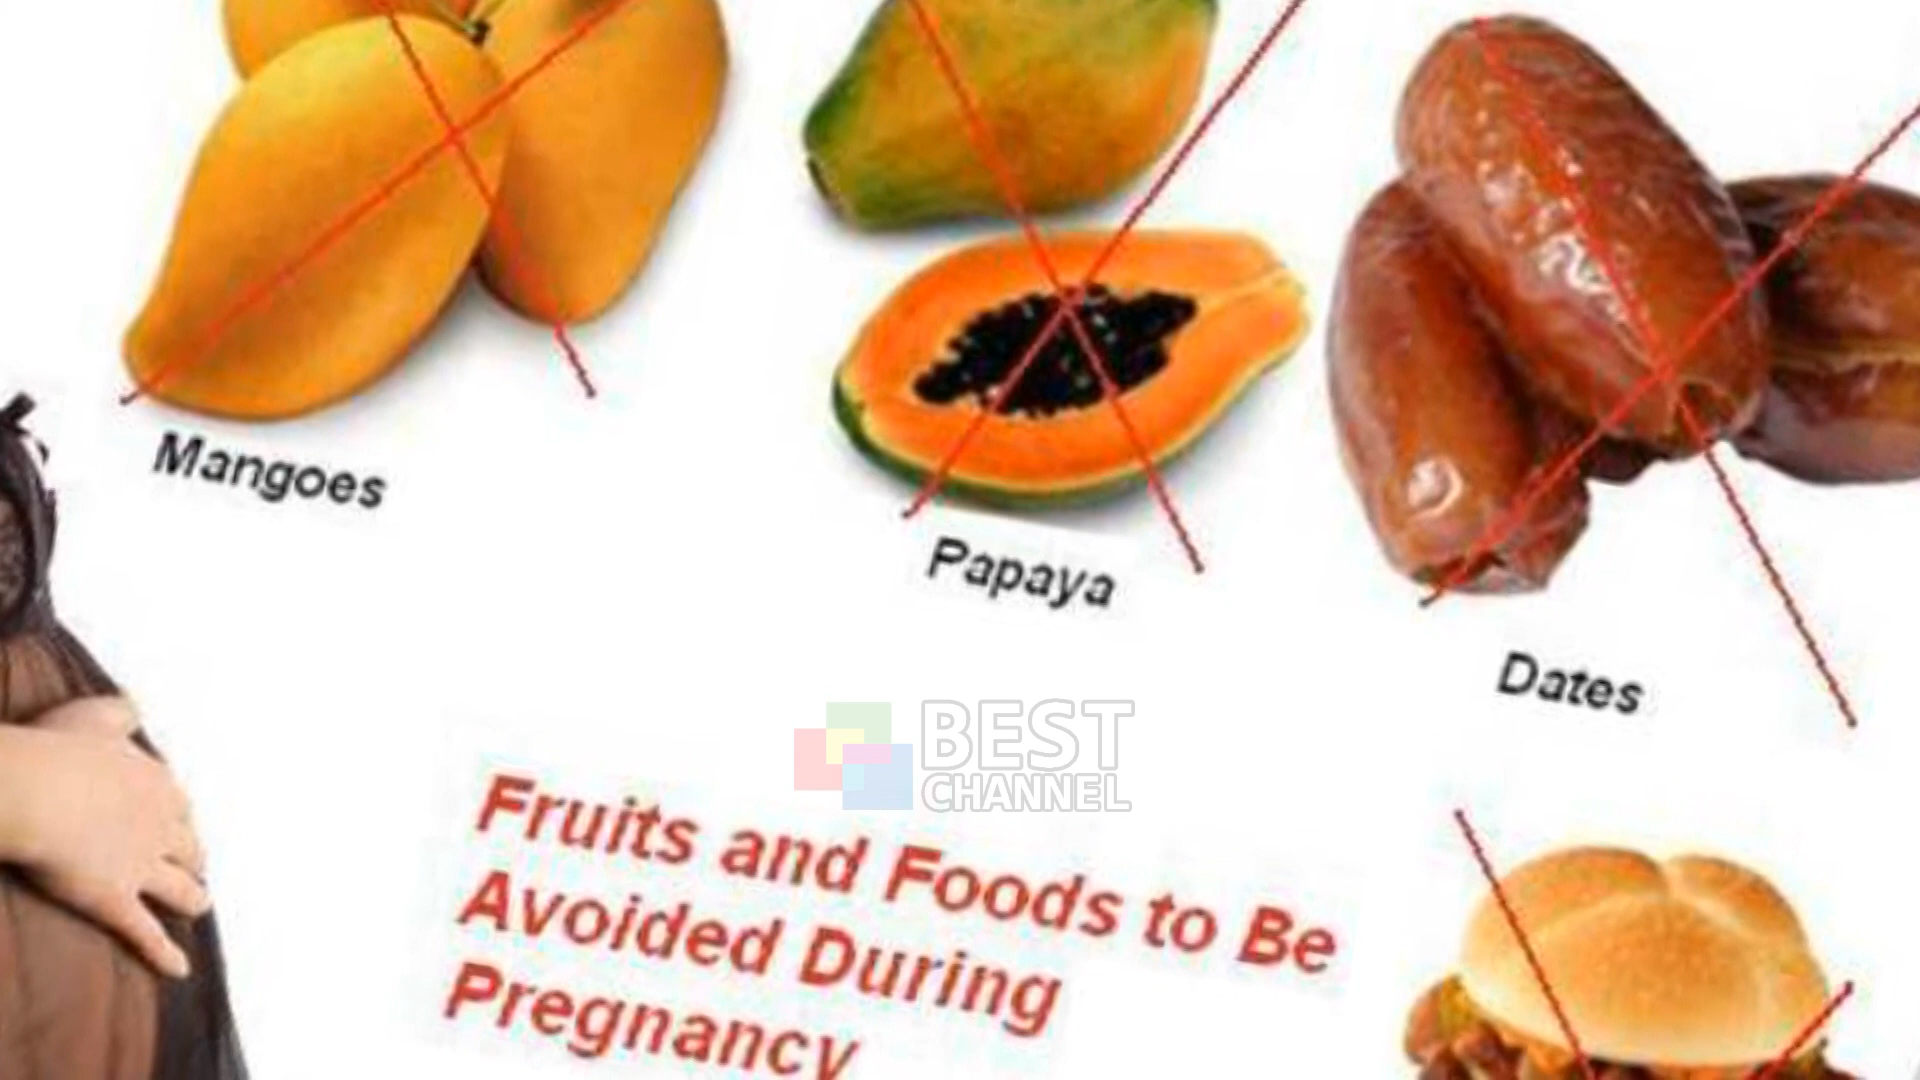 Mangoes
Papaya
Dates
BEST
CHANNEL
Fruits and Foods to Be
Avoided During
Pregnancy